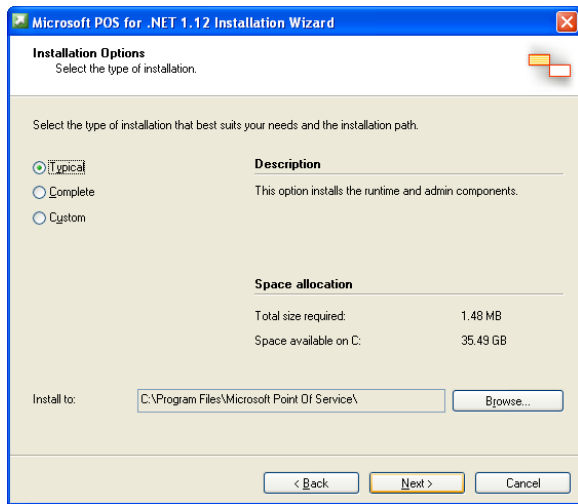 Microsoft POS for .NET 1.12 Installation Wizard
Installation Options
Select the type of installation.
Select the type of installation that best suits your needs and the installation path.
Typical
Description
Complete
This option installs the runtime and admin components.
Custom
Space allocation
Total size required: 1.48 MB
Space available on C: 35.49 GB
Install to: C:\Program Files\Microsoft Point Of Service\ Browse...
< Back Next > Cancel